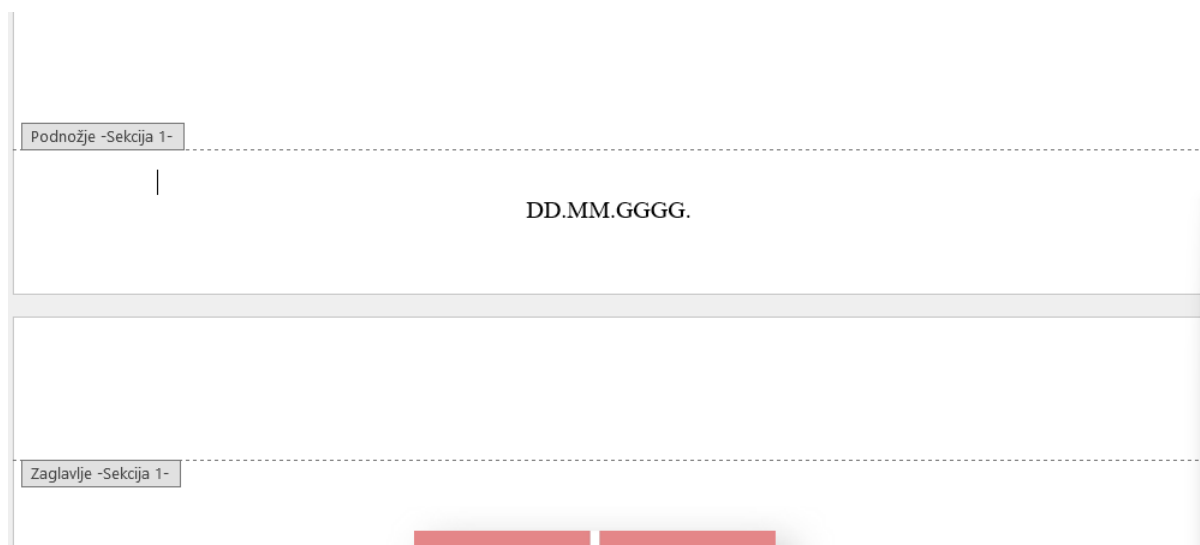 Podnožje -Sekcija 1-
DD.MM.GGGG.
Zaglavlje -Sekcija 1-